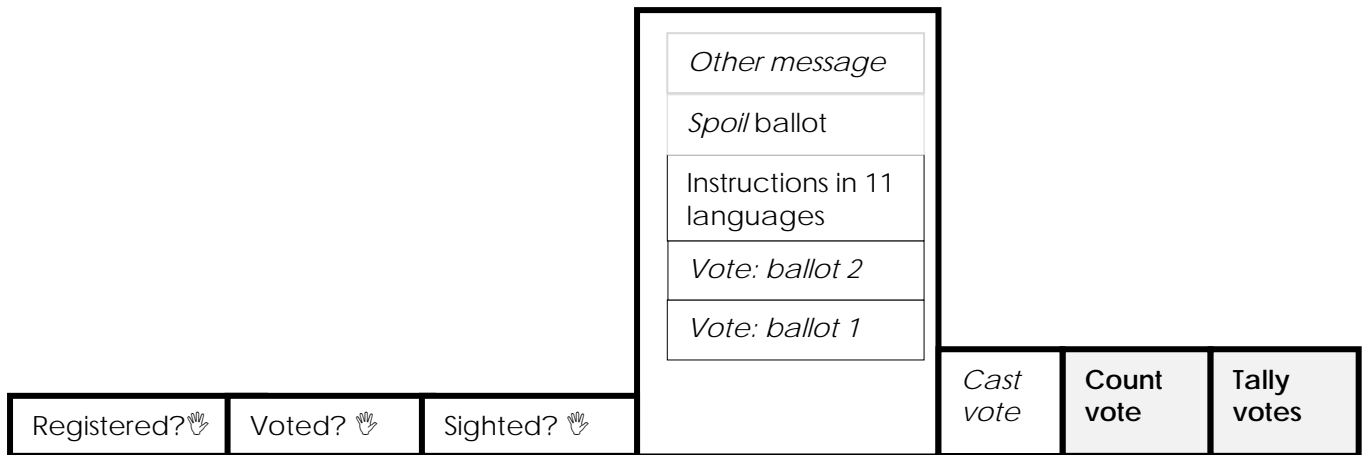 Other message
Spoil ballot
Instructions in 11
languages
Vote: ballot 2
Vote: ballot 1
Registered?🖑
Voted? 🖑
Sighted? 🖑
Cast
vote
Count
vote
Tally
votes